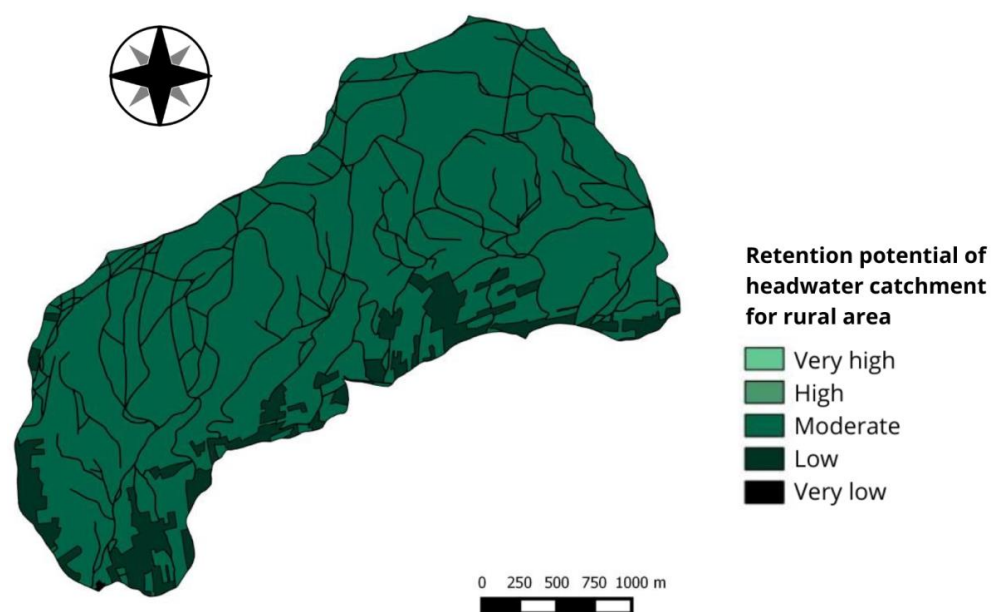 Retention potential of
headwater catchment
for rural area
Very high
High
Moderate
Low
Very low
0 250 500 750 1000 m